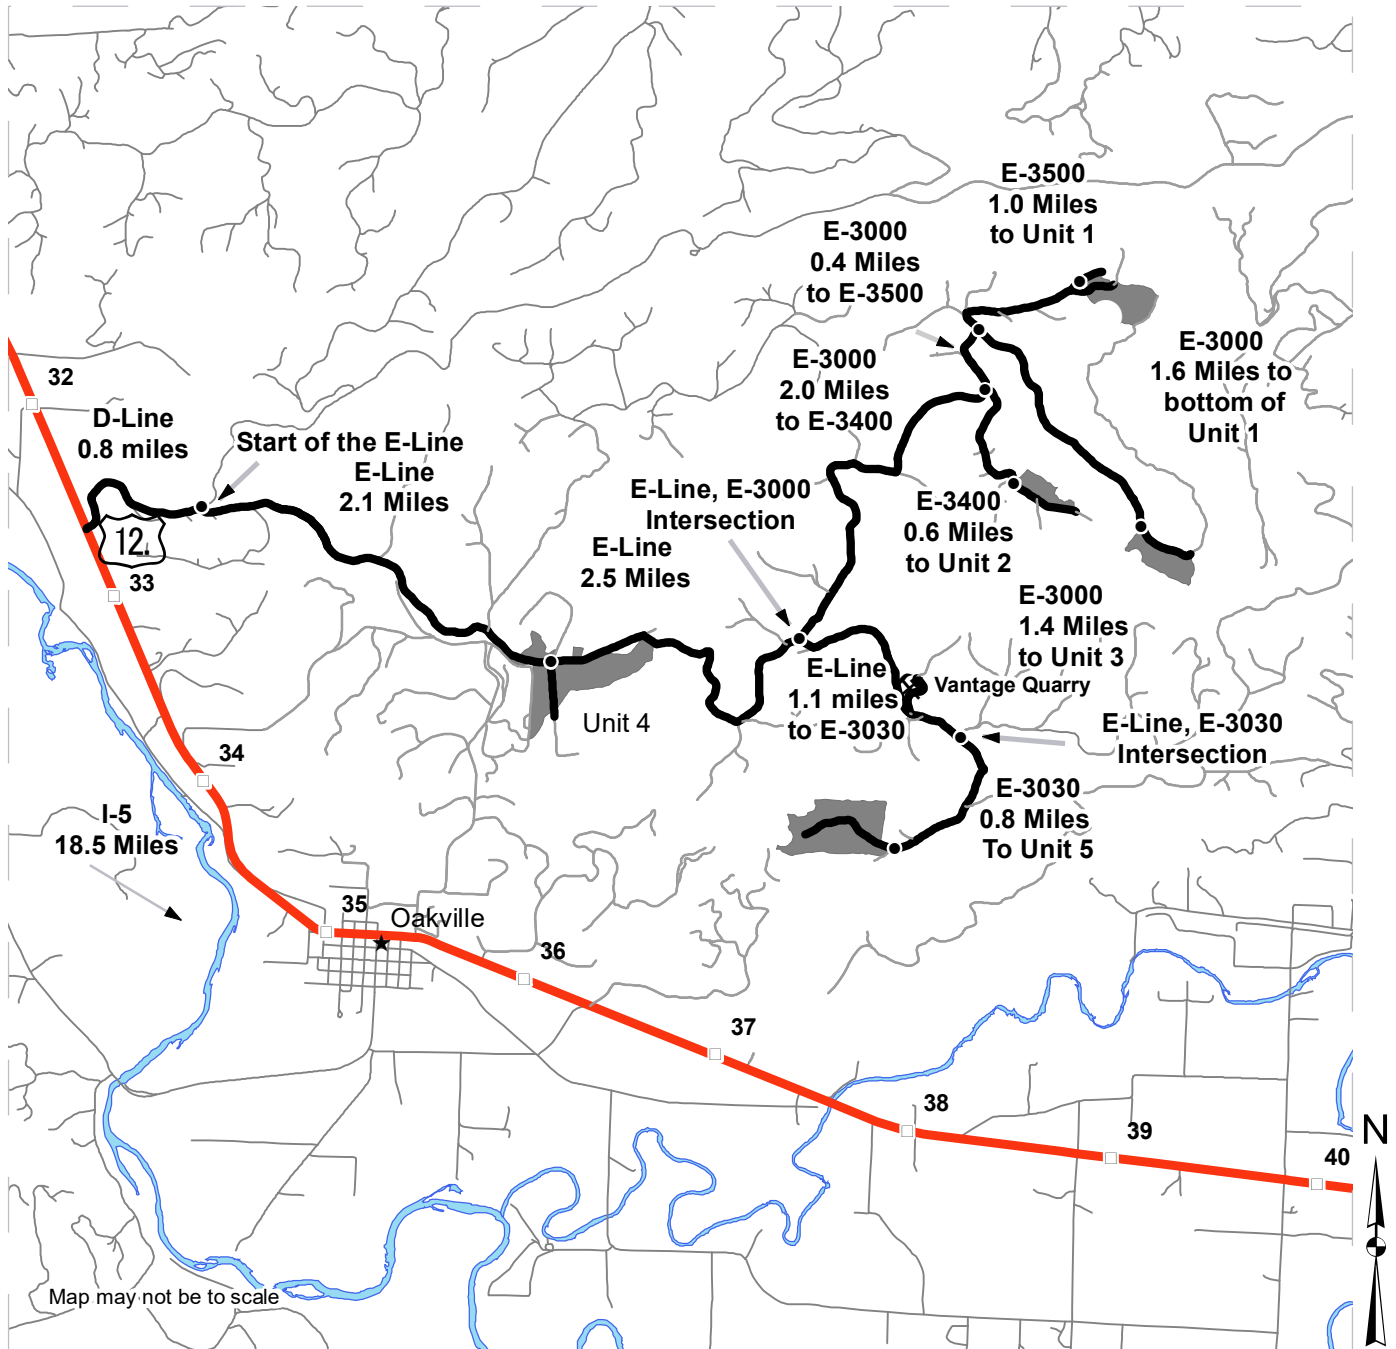 E-3500
1.0 Miles
to Unit 1
E-3000
0.4 Miles
to E-3500
E-3000
1.6 Miles to
bottom of
Unit 1
E-3000
2.0 Miles
to E-3400
32
D-Line
0.8 miles
Start of the E-Line
E-Line
2.1 Miles
E-Line, E-3000
Intersection
E-3400
0.6 Miles
to Unit 2
12.
E-Line
2.5 Miles
33
E-3000
1.4 Miles
to Unit 3
E-Line
1.1 miles
to E-3030
Vantage Quarry
Unit 4
E-Line, E-3030
Intersection
34
E-3030
0.8 Miles
To Unit 5
I-5
18.5 Miles
35
Oakville
36
37
38
39
40
N
Map may not be to scale